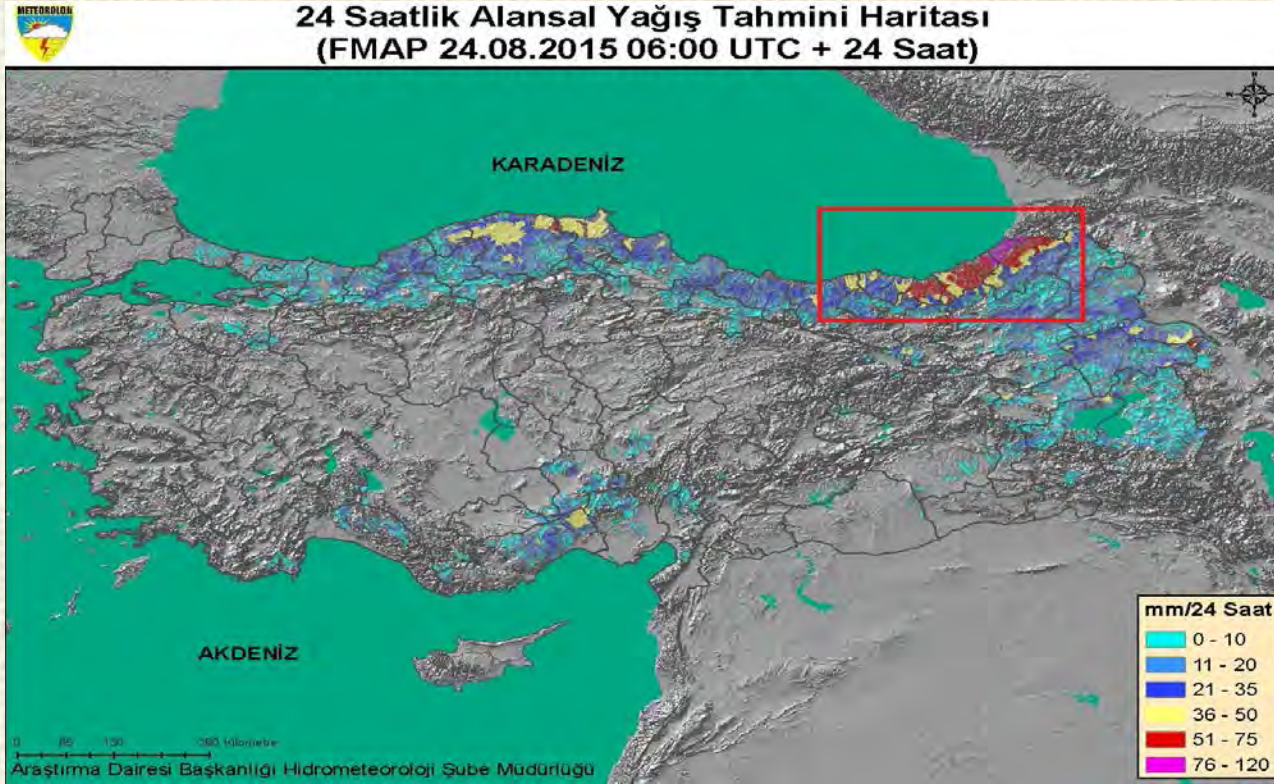 METEOROLOJİ
24 Saatlik Alansal Yağış Tahmini Haritası
(FMAP 24.08.2015 06:00 UTC + 24 Saat)
N
KARADENİZ
AKDENİZ
mm/24 Saat
0 - 10
11 - 20
21 - 35
36 - 50
51 - 75
76 - 120
0
Araştırma Dairesi Başkanlığı Hidrometeoroloji Şube Müdürlüğü